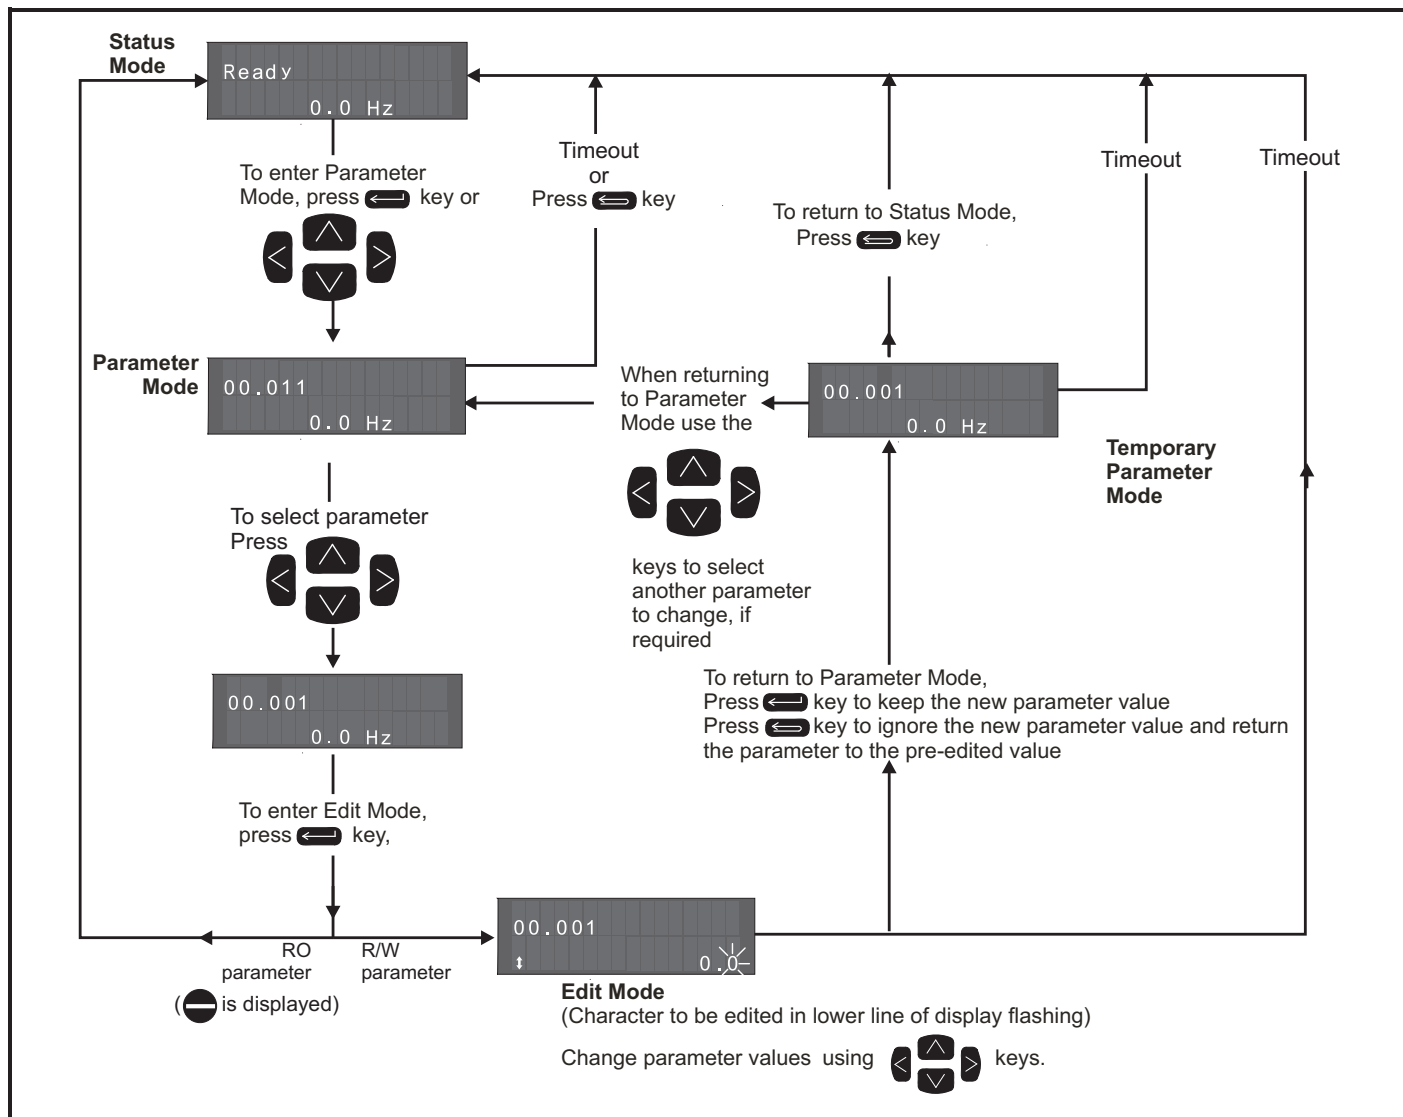 Status
Mode
Ready
0.0 Hz
To enter Parameter
Mode, press key or
Timeout
or
Press key
To return to Status Mode,
Press key
Timeout
Timeout
Parameter
Mode
00.011
0.0 Hz
When returning
to Parameter
Mode use the
00.001
0.0 Hz
Temporary
Parameter
Mode
keys to select
another parameter
to change, if
required
To select parameter
Press
00.001
0.0 Hz
To return to Parameter Mode,
Press key to keep the new parameter value
Press key to ignore the new parameter value and return
the parameter to the pre-edited value
To enter Edit Mode,
press key,
RO
parameter
( is displayed)
R/W
parameter
00.001
0.0
Edit Mode
(Character to be edited in lower line of display flashing)
Change parameter values using keys.